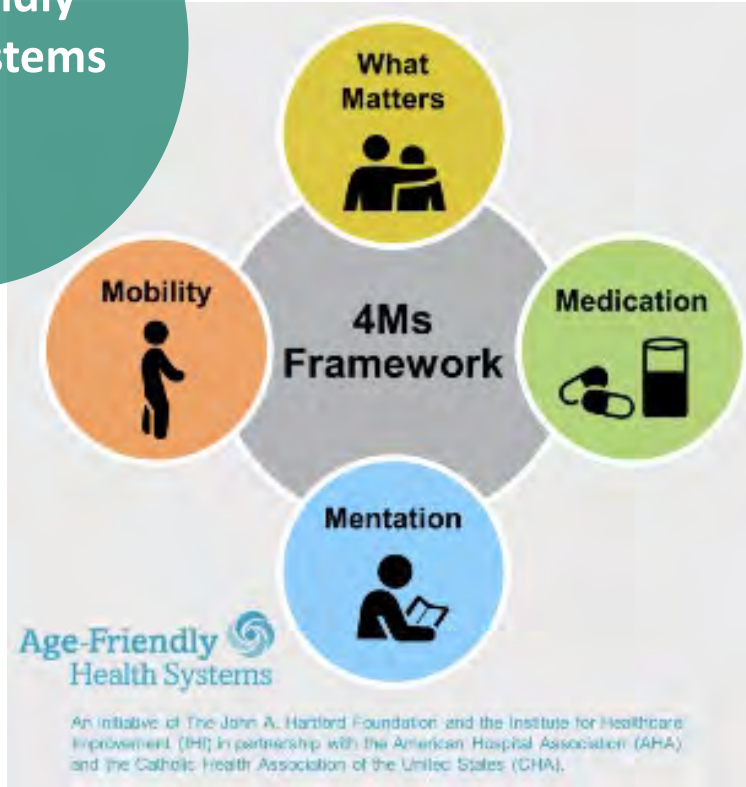 ndly
stems
What
Matters
Mobility
4Ms
Framework
Medication
Mentation
Age-Friendly
Health Systems
An initiative of The John A. Hartford Foundation and the Institute for Healthcare
Improvement (IHI) in partnership with the American Hospital Association (AHA)
and the Catholic Health Association of the United States (CHA).